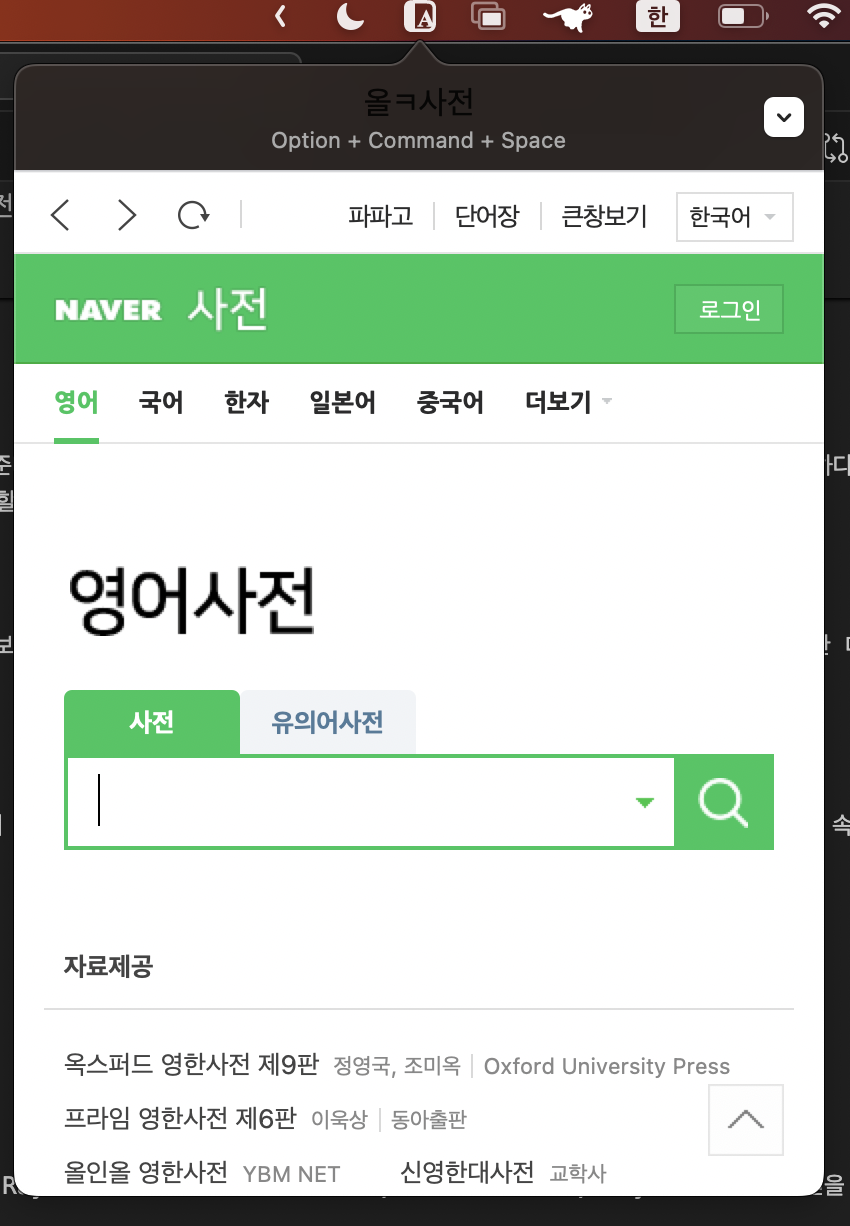 한
올ㅋ사전
Option + Command + Space
파파고 단어장 큰창보기 한국어
NAVER 사전 로그인
영어 국어 한자 일본어 중국어 더보기
영어사전
사전 유의어사전
속
자료제공
옥스퍼드 영한사전 제9판 정영국, 조미옥 Oxford University Press
프라임 영한사전 제6판 이욱상 동아출판
올인올 영한사전 YBM NET 신영한대사전 교학사